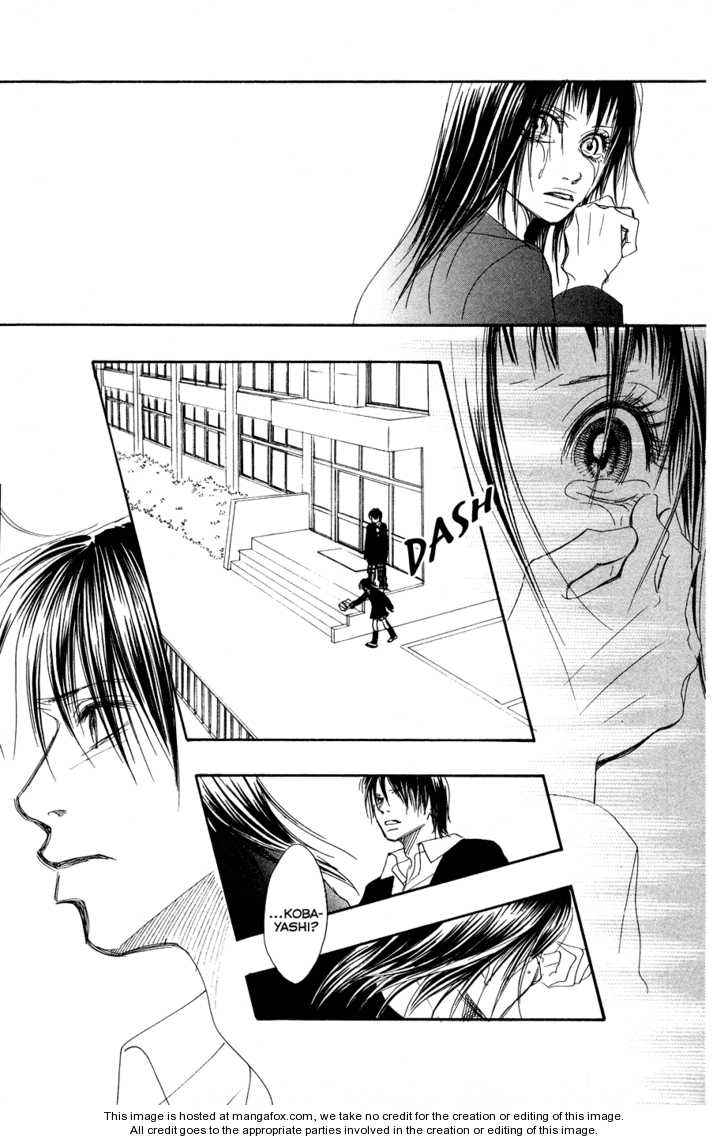 DASH
...KOBA-
YASHI?
This image is hosted at mangafox.com, we take no credit for the creation or editing of this image.
All credit goes to the appropriate parties involved in the creation or editing of this image.